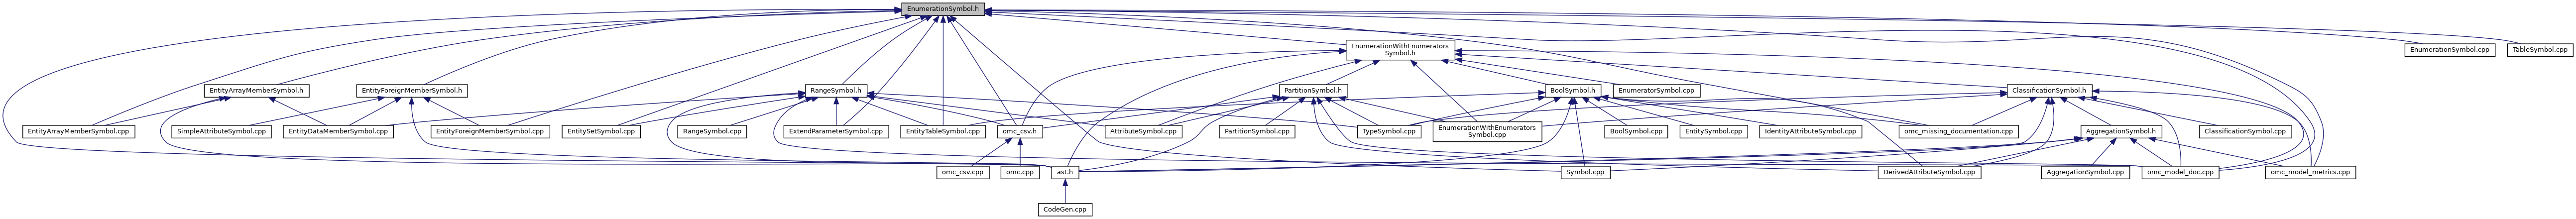 EnumerationSymbol.h
EnumerationWithEnumerators
Symbol.h
EnumerationSymbol.cpp
TableSymbol.cpp
EntityArrayMemberSymbol.h
EntityForeignMemberSymbol.h
RangeSymbol.h
PartitionSymbol.h
BoolSymbol.h
EnumeratorSymbol.cpp
ClassificationSymbol.h
EntityArrayMemberSymbol.cpp
SimpleAttributeSymbol.cpp
EntityDataMemberSymbol.cpp
EntityForeignMemberSymbol.cpp
EntitySetSymbol.cpp
RangeSymbol.cpp
ExtendParameterSymbol.cpp
EntityTableSymbol.cpp
omc_csv.h
AttributeSymbol.cpp
PartitionSymbol.cpp
TypeSymbol.cpp
EnumerationWithEnumerators
Symbol.cpp
BoolSymbol.cpp
EntitySymbol.cpp
IdentityAttributeSymbol.cpp
omc_missing_documentation.cpp
AggregationSymbol.h
ClassificationSymbol.cpp
omc_csv.cpp
omc.cpp
ast.h
Symbol.cpp
DerivedAttributeSymbol.cpp
AggregationSymbol.cpp
omc_model_doc.cpp
omc_model_metrics.cpp
CodeGen.cpp